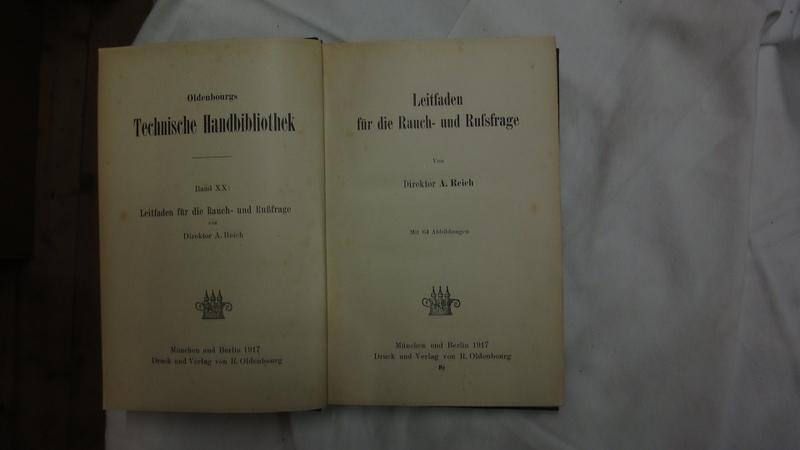 Oldenbourgs
Technische Handbibliothek
Band XX:
Leitfaden für die Rauch- und Rußfrage
von
Direktor A. Reich
München und Berlin 1917
Druck und Verlag von R. Oldenbourg
Leitfaden
für die Rauch- und Rußfrage
Von
Direktor A. Reich
Mit 64 Abbildungen
München und Berlin 1917
Druck und Verlag von R. Oldenbourg